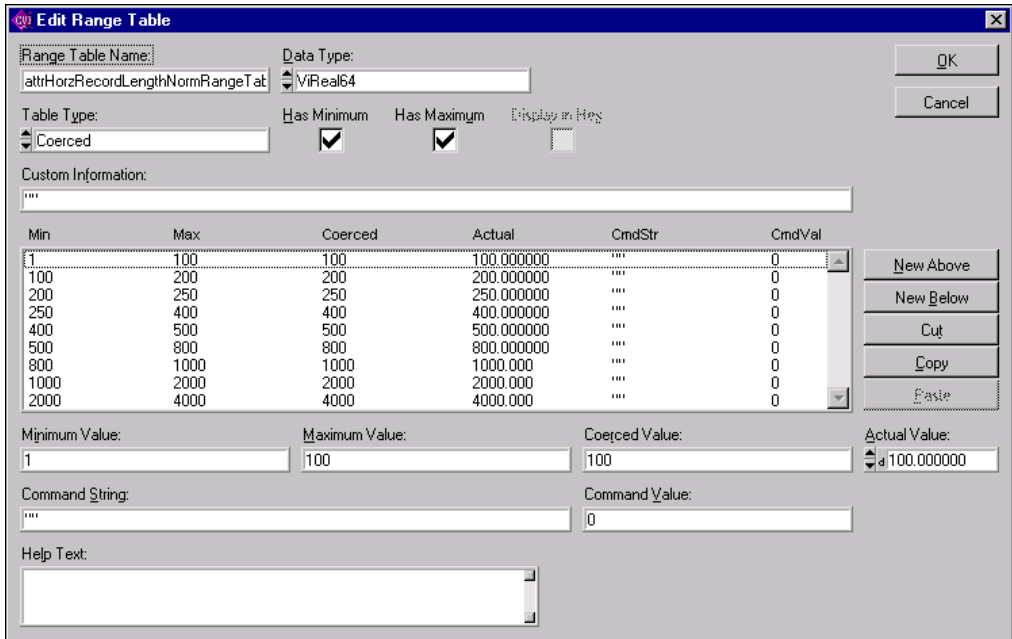 CVI Edit Range Table
Range Table Name: Data Type: OK
attrHorzRecordLengthNormRangeTab ViReal64
Cancel
Table Type: Has Minimum Has Maximum Display in Hex
Coerced
Custom Information:
""
Min Max Coerced Actual CmdStr CmdVal
1 100 100 100.000000 "" 0
100 200 200 200.000000 "" 0
200 250 250 250.000000 "" 0
250 400 400 400.000000 "" 0
400 500 500 500.000000 "" 0
500 800 800 800.000000 "" 0
800 1000 1000 1000.000 "" 0
1000 2000 2000 2000.000 "" 0
2000 4000 4000 4000.000 "" 0
New Above
New Below
Cut
Copy
Paste
Minimum Value: Maximum Value: Coerced Value: Actual Value:
1 100 100 d 100.000000
Command String: Command Value:
"" 0
Help Text: